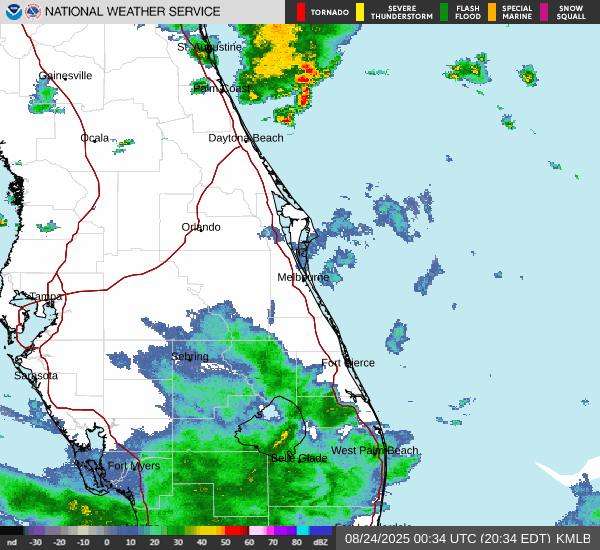 NATIONAL WEATHER SERVICE
TORNADO
SEVERE
THUNDERSTORM
FLASH
FLOOD
SPECIAL
MARINE
SNOW
SQUALL
St. Augustine
Gainesville
Palm Coast
Ocala
Daytona Beach
Orlando
Melbourne
Tampa
Sebring
Fort Pierce
Sarasota
West Palm Beach
Belle Glade
Fort Myers
nd -30 -20 -10 0 10 20 30 40 50 60 70 80 dBZ
08/24/2025 00:34 UTC (20:34 EDT) KMLB